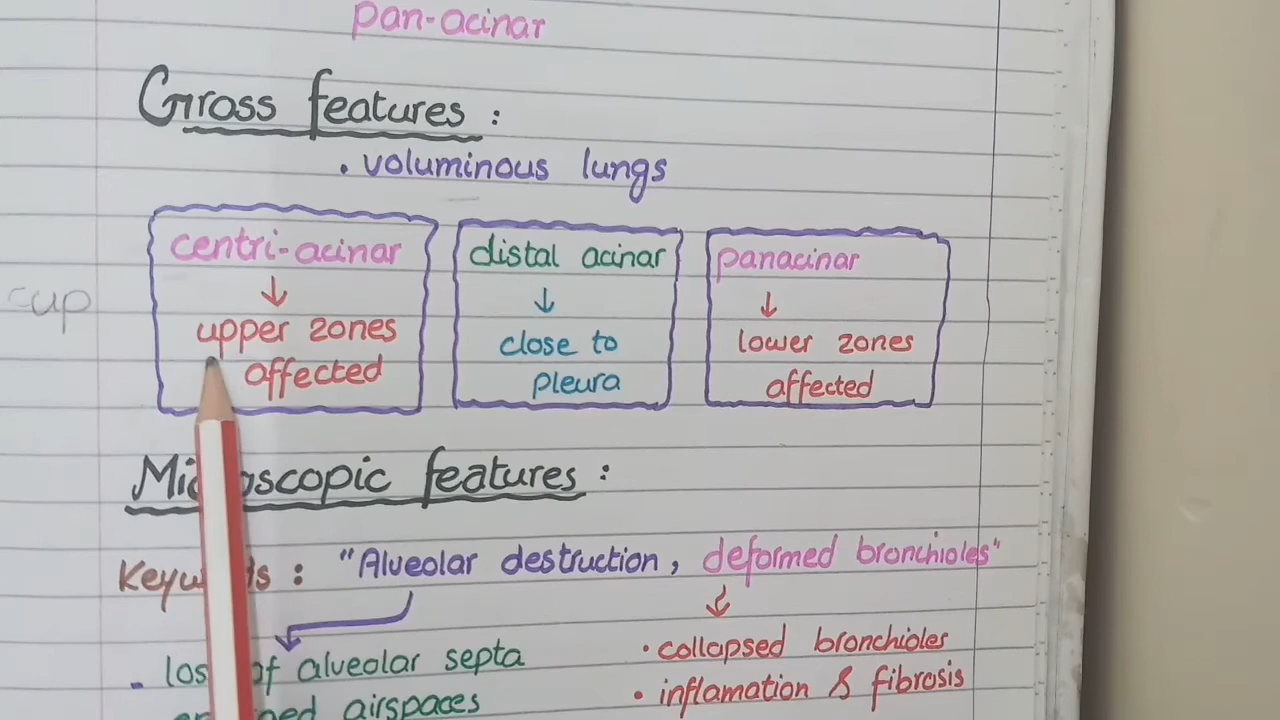 pan-acinar
Gross features :
. voluminous lungs
centri-acinar
↓
upper zones
affected
distal acinar
↓
close to
pleura
panacinar
↓
lower zones
affected
cup
features :
: "Alveolar destruction, deformed bronchioles"
of alveolar septa
airspaces
• collapsed bronchioles
• inflamation & fibrosis